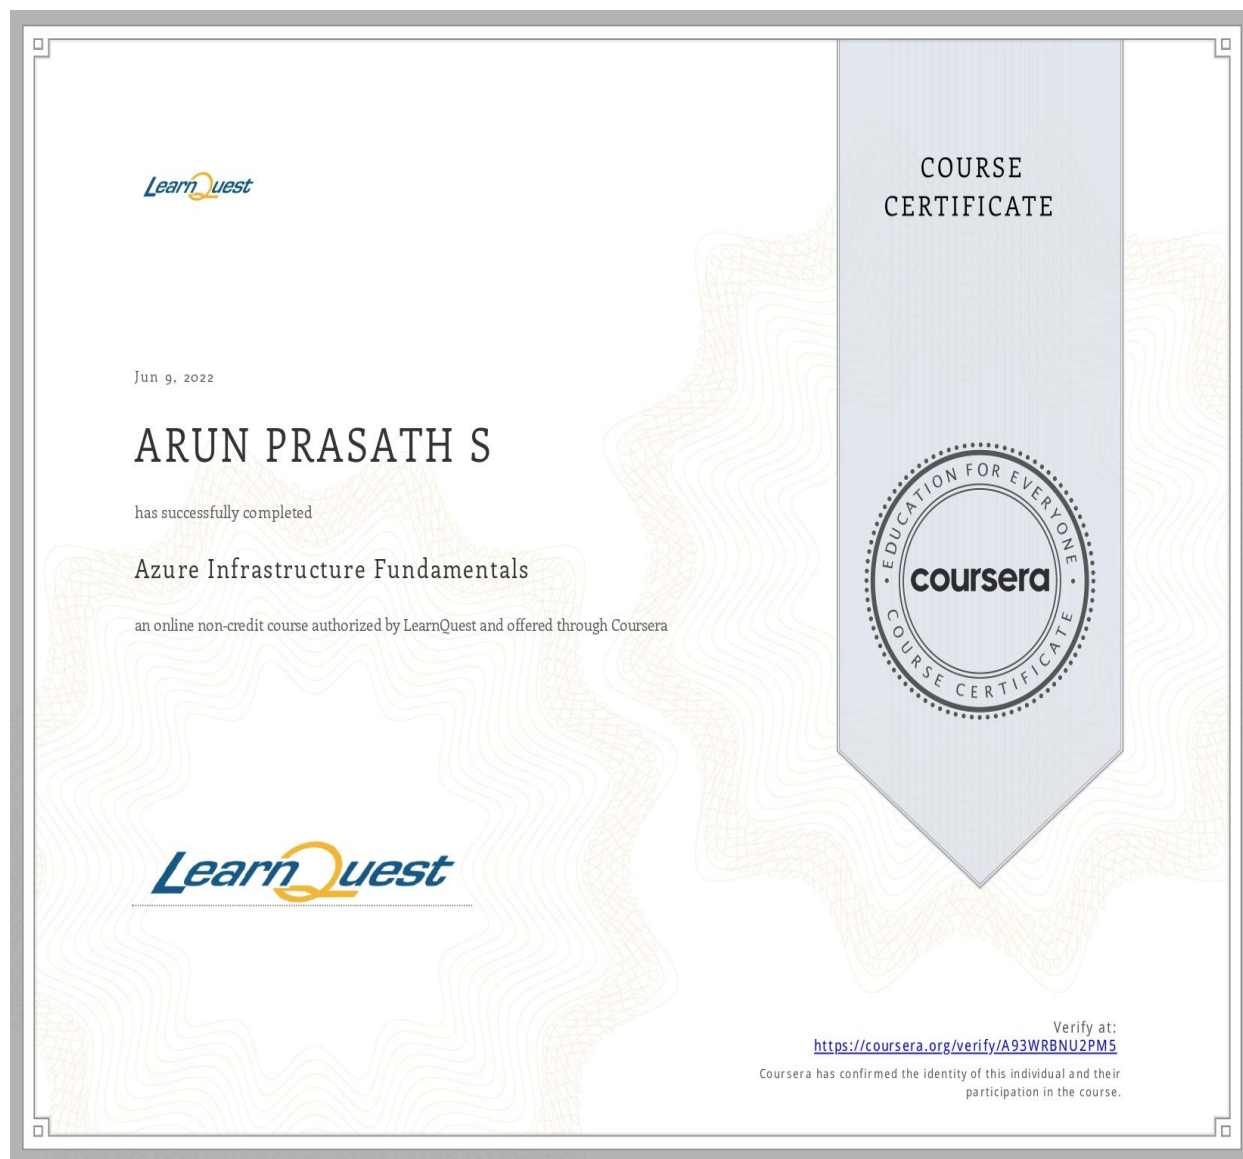 LearnQuest
COURSE
CERTIFICATE
Jun 9, 2022
ARUN PRASATH S
has successfully completed
Azure Infrastructure Fundamentals
an online non-credit course authorized by LearnQuest and offered through Coursera
EDUCATION FOR EVERYONE
coursera
COURSE CERTIFICATE
LearnQuest
Verify at:
https://coursera.org/verify/A93WRBNU2PM5
Coursera has confirmed the identity of this individual and their
participation in the course.